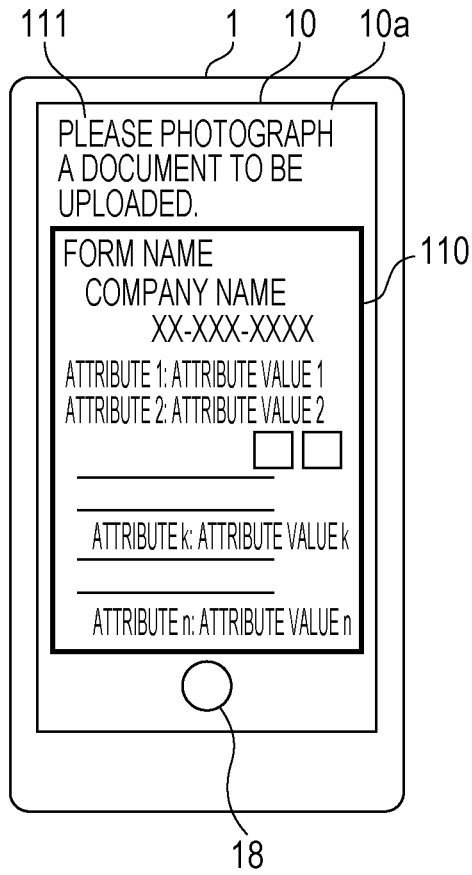 111 1 10 10a
PLEASE PHOTOGRAPH
A DOCUMENT TO BE
UPLOADED.
FORM NAME
110
COMPANY NAME
XX-XXX-XXXX
ATTRIBUTE 1: ATTRIBUTE VALUE 1
ATTRIBUTE 2: ATTRIBUTE VALUE 2
ATTRIBUTE k: ATTRIBUTE VALUE k
ATTRIBUTE n: ATTRIBUTE VALUE n
18